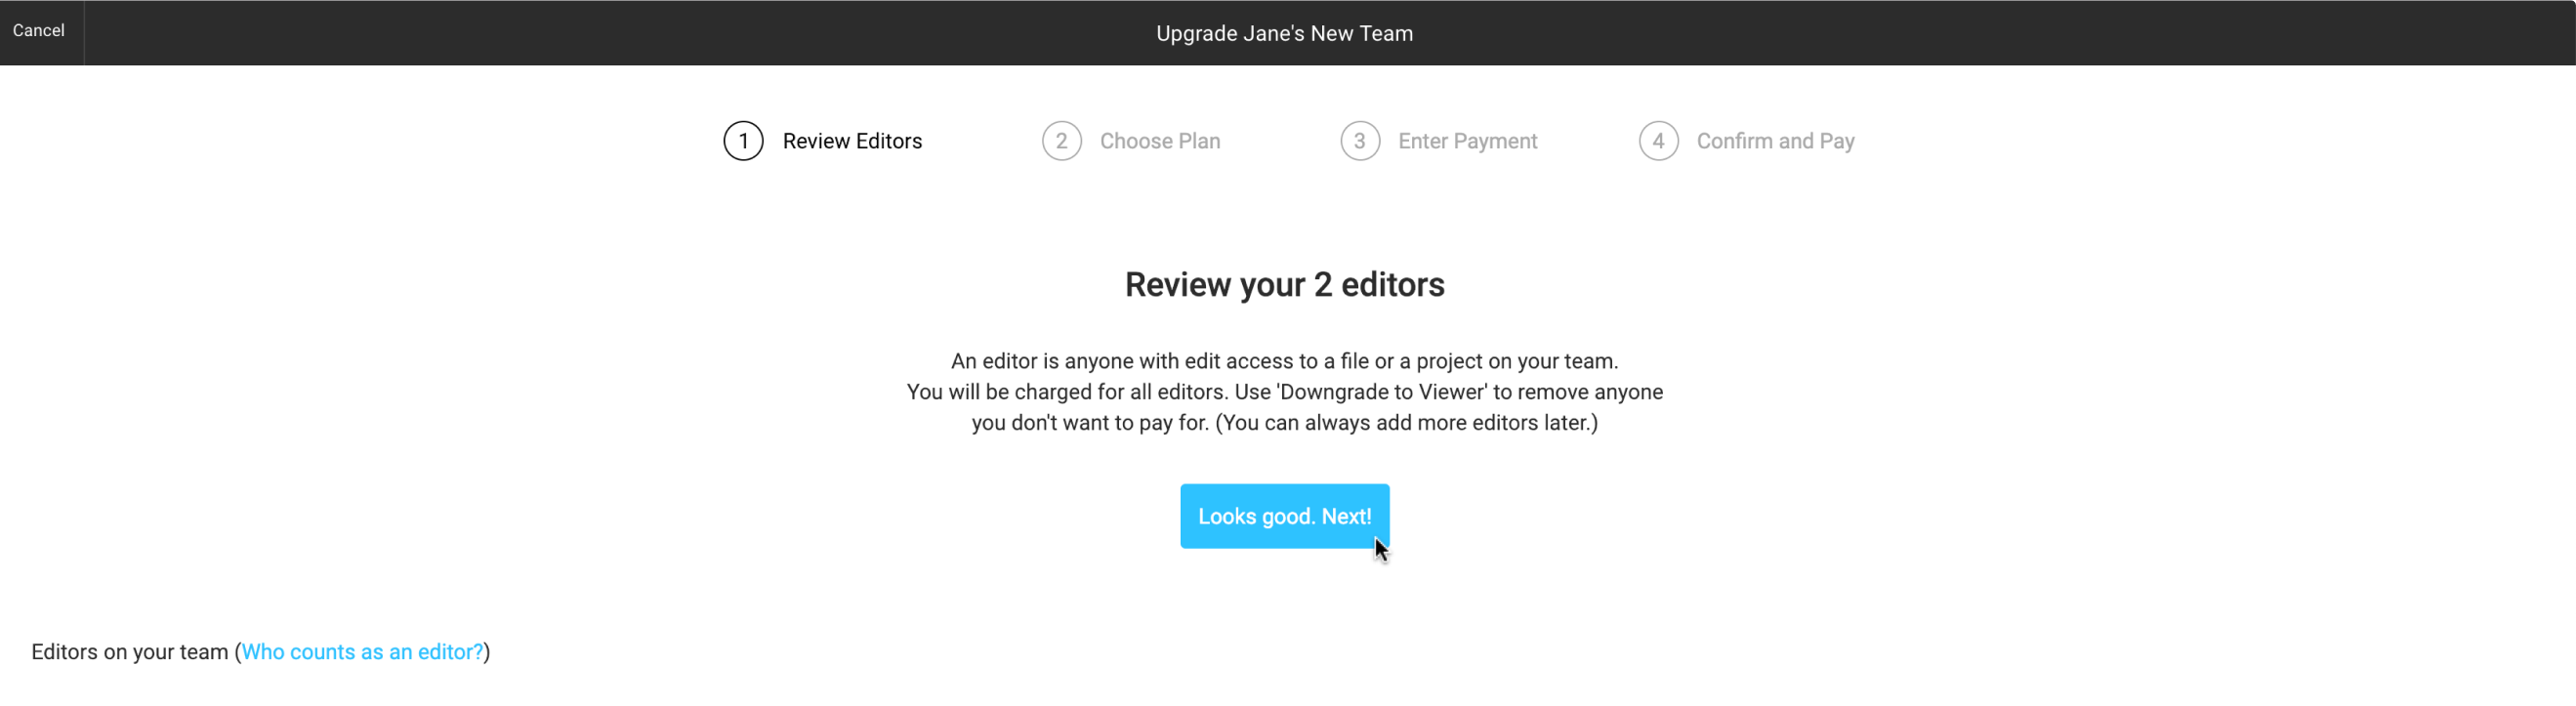 Cancel
Upgrade Jane's New Team
1 Review Editors
2 Choose Plan
3 Enter Payment
4 Confirm and Pay
Review your 2 editors
An editor is anyone with edit access to a file or a project on your team.
You will be charged for all editors. Use 'Downgrade to Viewer' to remove anyone
you don't want to pay for. (You can always add more editors later.)
Looks good. Next!
Editors on your team (Who counts as an editor?)